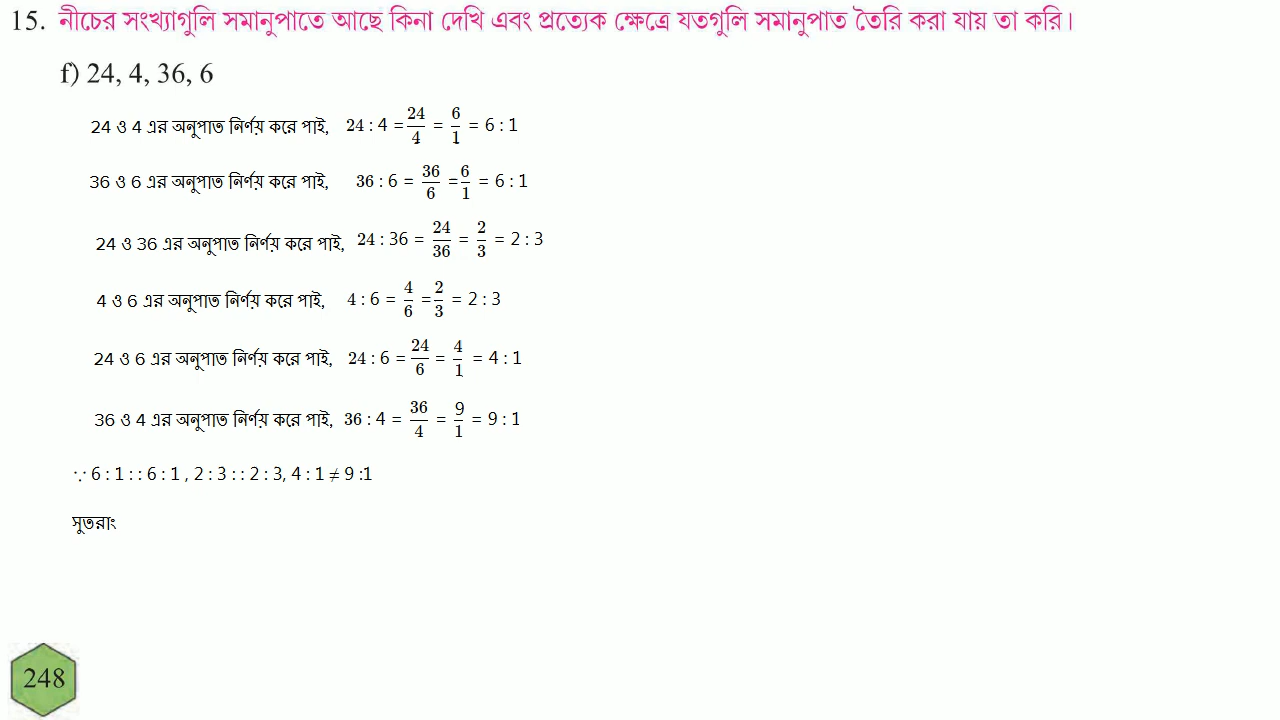 15. নীচের সংখ্যাগুলি সমানুপাতে আছে কিনা দেখি এবং প্রত্যেক ক্ষেত্রে যতগুলি সমানুপাত তৈরি করা যায় তা করি।
f) 24, 4, 36, 6
24 ও 4 এর অনুপাত নির্ণয় করে পাই, 24 : 4 = 24/4 = 6/1 = 6 : 1
36 ও 6 এর অনুপাত নির্ণয় করে পাই, 36 : 6 = 36/6 = 6/1 = 6 : 1
24 ও 36 এর অনুপাত নির্ণয় করে পাই, 24 : 36 = 24/36 = 2/3 = 2 : 3
4 ও 6 এর অনুপাত নির্ণয় করে পাই, 4 : 6 = 4/6 = 2/3 = 2 : 3
24 ও 6 এর অনুপাত নির্ণয় করে পাই, 24 : 6 = 24/6 = 4/1 = 4 : 1
36 ও 4 এর অনুপাত নির্ণয় করে পাই, 36 : 4 = 36/4 = 9/1 = 9 : 1
∵ 6 : 1 : : 6 : 1 , 2 : 3 : : 2 : 3, 4 : 1 ≠ 9 :1
সুতরাং
248